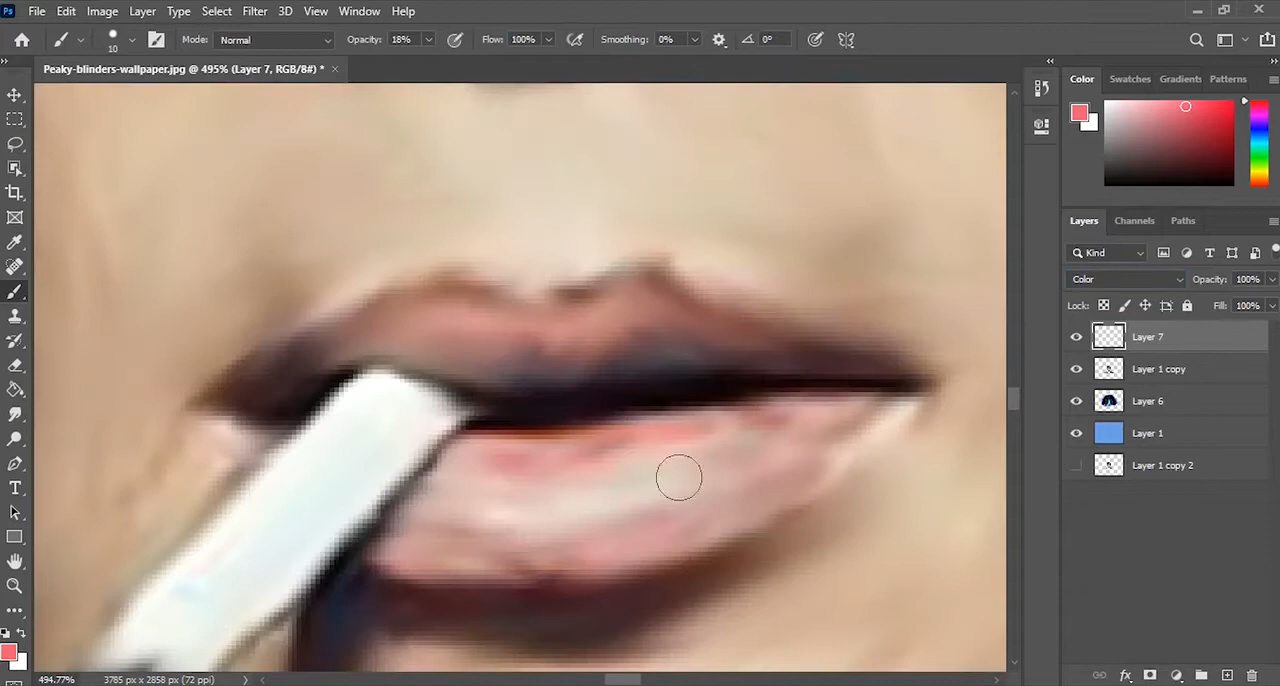 Ps File Edit Image Layer Type Select Filter 3D View Window Help
10 Mode: Normal Opacity: 18% Flow: 100% Smoothing: 0% 0°
Peaky-blinders-wallpaper.jpg @ 495% (Layer 7, RGB/8#) *
Color Swatches Gradients Patterns
Layers Channels Paths
Kind
Color Opacity: 100%
Lock: Fill: 100%
Layer 7
Layer 1 copy
Layer 6
Layer 1
Layer 1 copy 2
494.77% 3785 px x 2858 px (72 ppi)